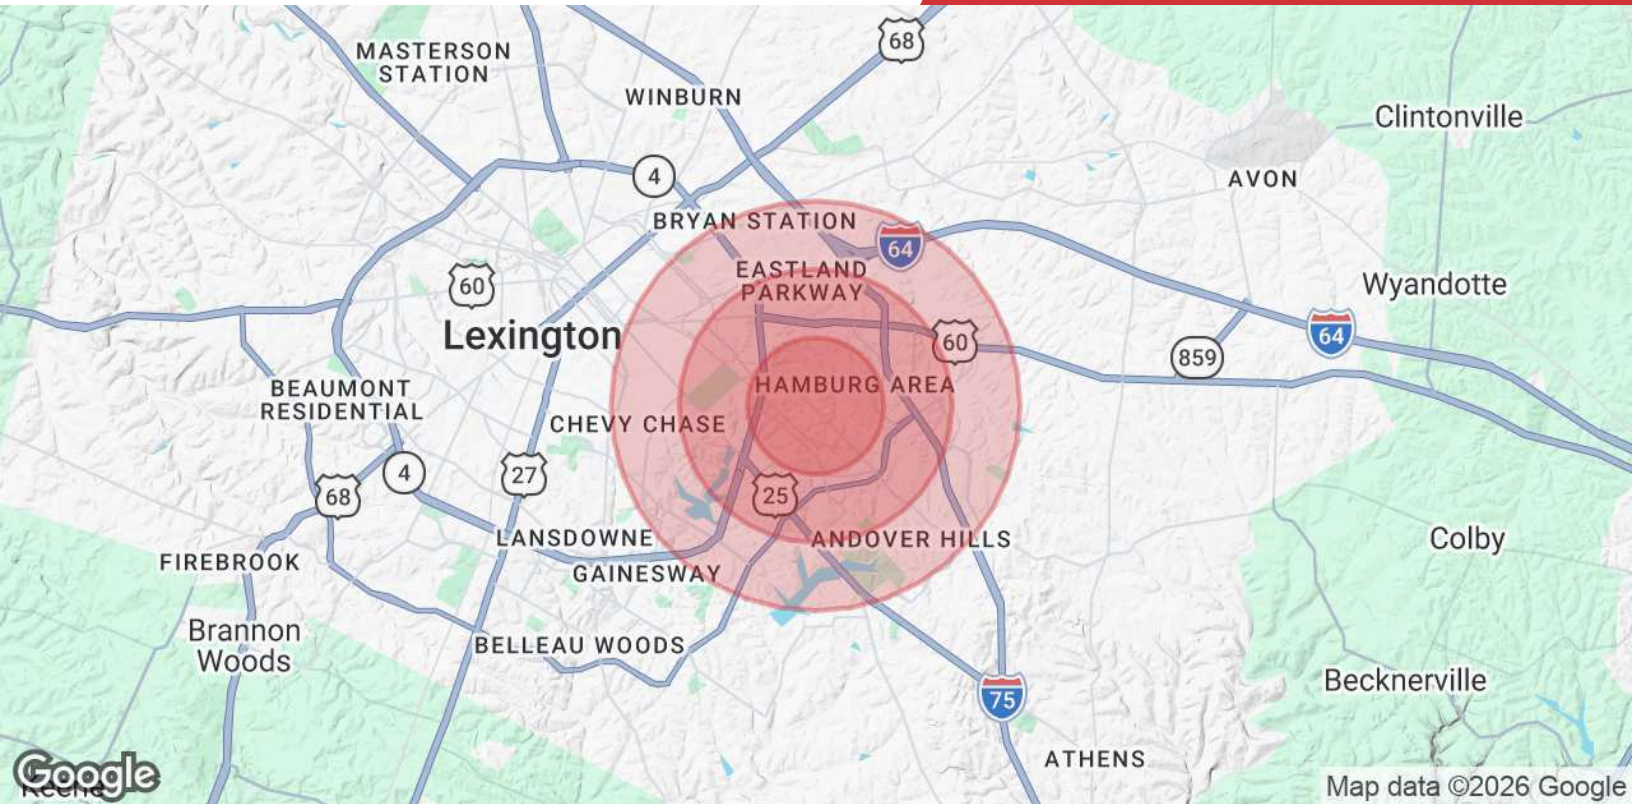 68
MASTERSON
STATION
WINBURN
Clintonville
4
AVON
BRYAN STATION
64
EASTLAND
PARKWAY
60
Wyandotte
Lexington
60
64
859
BEAUMONT
RESIDENTIAL
HAMBURG AREA
CHEVY CHASE
4
27
68
25
LANSDOWNE
ANDOVER HILLS
Colby
FIREBROOK
GAINESWAY
Brannon
Woods
BELLEAU WOODS
Becknerville
75
ATHENS
Google
Keene
Map data ©2026 Google